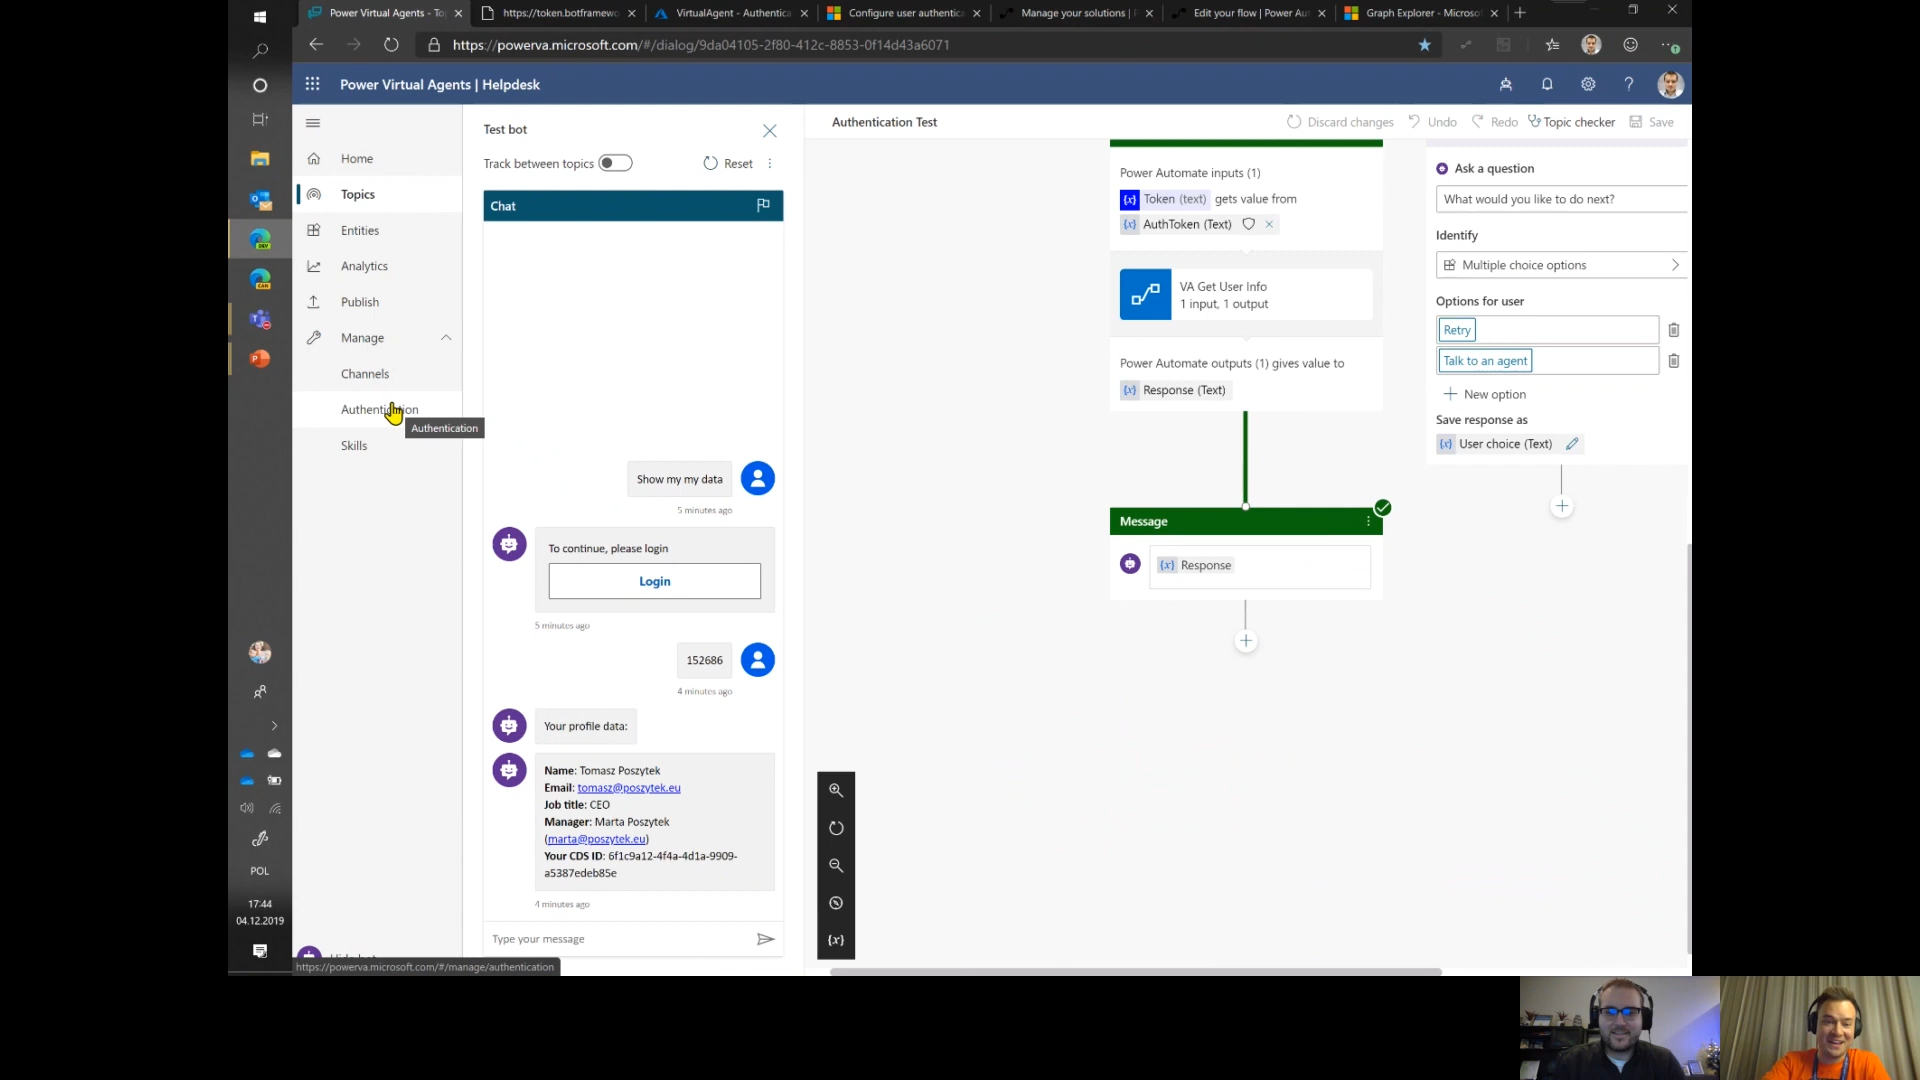 Power Virtual Agents - To
https://token.botframewo
VirtualAgent - Authentica
Configure user authentica
Manage your solutions |
Edit your flow | Power Au
Graph Explorer - Microso
https://powerva.microsoft.com/#/dialog/9da04105-2f80-412c-8853-0f14d43a6071
Power Virtual Agents | Helpdesk
Home
Topics
Entities
Analytics
Publish
Manage
Channels
Authentication
Authentication
Skills
https://powerva.microsoft.com/#/manage/authentication
POL
17:44
04.12.2019
Test bot
Track between topics
Reset
Chat
Show my my data
5 minutes ago
To continue, please login
Login
5 minutes ago
152686
4 minutes ago
Your profile data:
Name: Tomasz Poszytek
Email: tomasz@poszytek.eu
Job title: CEO
Manager: Marta Poszytek
(marta@poszytek.eu)
Your CDS ID: 6f1c9a12-4f4a-4d1a-9909-
a5387edeb85e
4 minutes ago
Type your message
Authentication Test
Discard changes
Undo
Redo
Topic checker
Save
Power Automate inputs (1)
{x} Token (text) gets value from
{x} AuthToken (Text)
VA Get User Info
1 input, 1 output
Power Automate outputs (1) gives value to
{x} Response (Text)
Message
{x} Response
{x}
Ask a question
What would you like to do next?
Identify
Multiple choice options
Options for user
Retry
Talk to an agent
New option
Save response as
{x} User choice (Text)